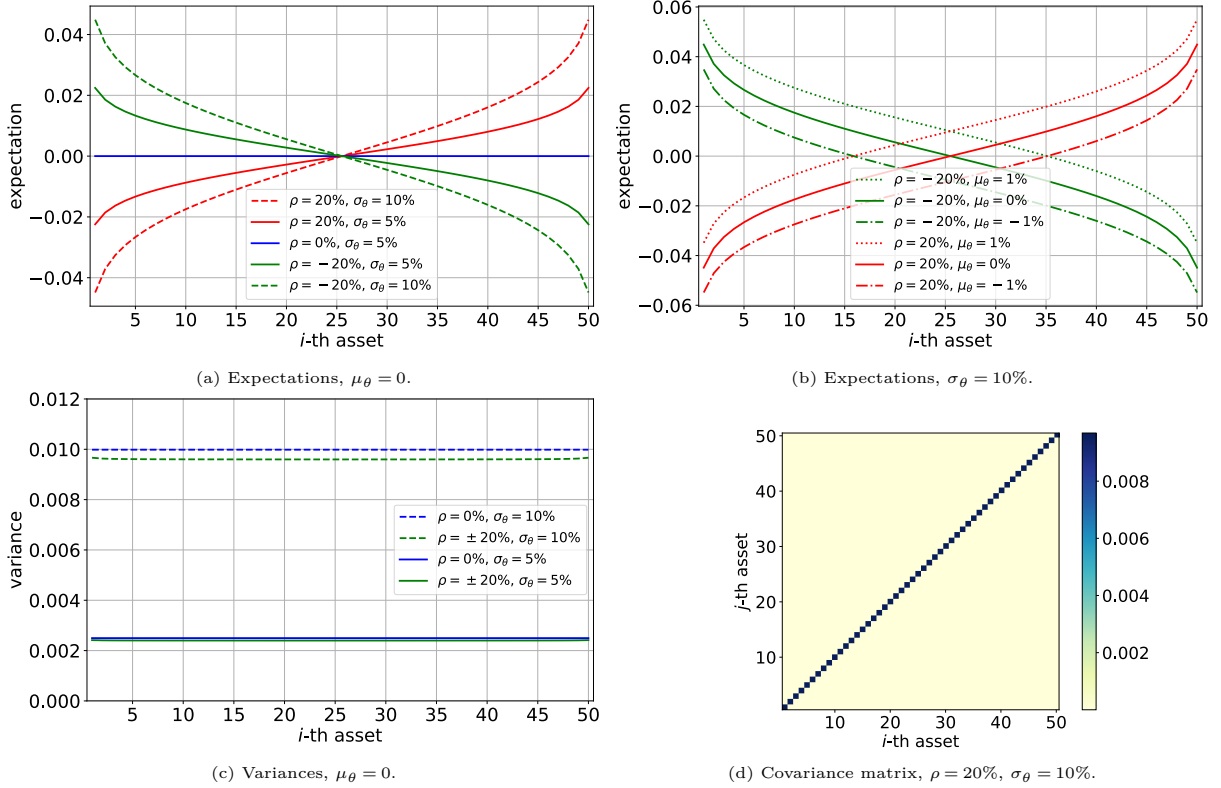 0.04
0.02
0.00
−0.02
−0.04
expectation
ρ = 20%, σθ = 10%
ρ = 20%, σθ = 5%
ρ = 0%, σθ = 5%
ρ = −20%, σθ = 5%
ρ = −20%, σθ = 10%
5 10 15 20 25 30 35 40 45 50
i-th asset
(a) Expectations, μθ = 0.
0.06
0.04
0.02
0.00
−0.02
−0.04
−0.06
expectation
ρ = −20%, μθ = 1%
ρ = −20%, μθ = 0%
ρ = −20%, μθ = −1%
ρ = 20%, μθ = 1%
ρ = 20%, μθ = 0%
ρ = 20%, μθ = −1%
5 10 15 20 25 30 35 40 45 50
i-th asset
(b) Expectations, σθ = 10%.
0.012
0.010
0.008
0.006
0.004
0.002
0.000
variance
ρ = 0%, σθ = 10%
ρ = ±20%, σθ = 10%
ρ = 0%, σθ = 5%
ρ = ±20%, σθ = 5%
5 10 15 20 25 30 35 40 45 50
i-th asset
(c) Variances, μθ = 0.
50
40
30
20
10
j-th asset
10 20 30 40 50
i-th asset
0.008
0.006
0.004
0.002
(d) Covariance matrix, ρ = 20%, σθ = 10%.